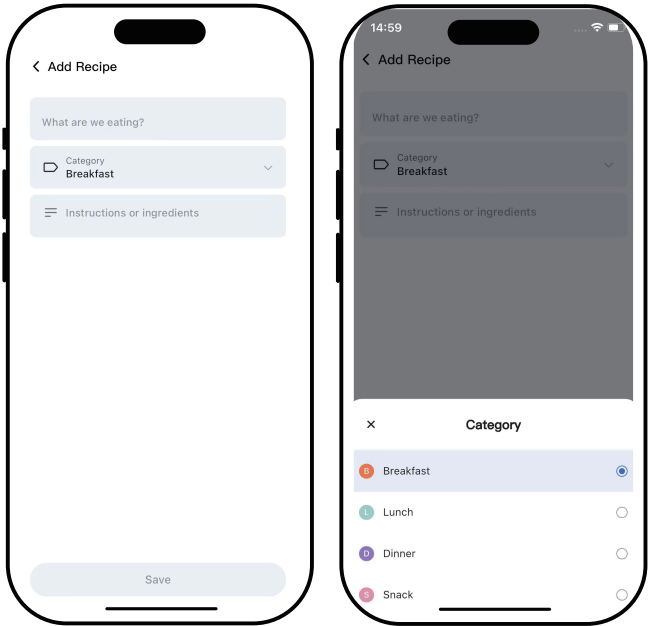 Add Recipe
What are we eating?
Category
Breakfast
Instructions or ingredients
Save
14:59
Add Recipe
What are we eating?
Category
Breakfast
Instructions or ingredients
Category
B Breakfast
L Lunch
D Dinner
S Snack